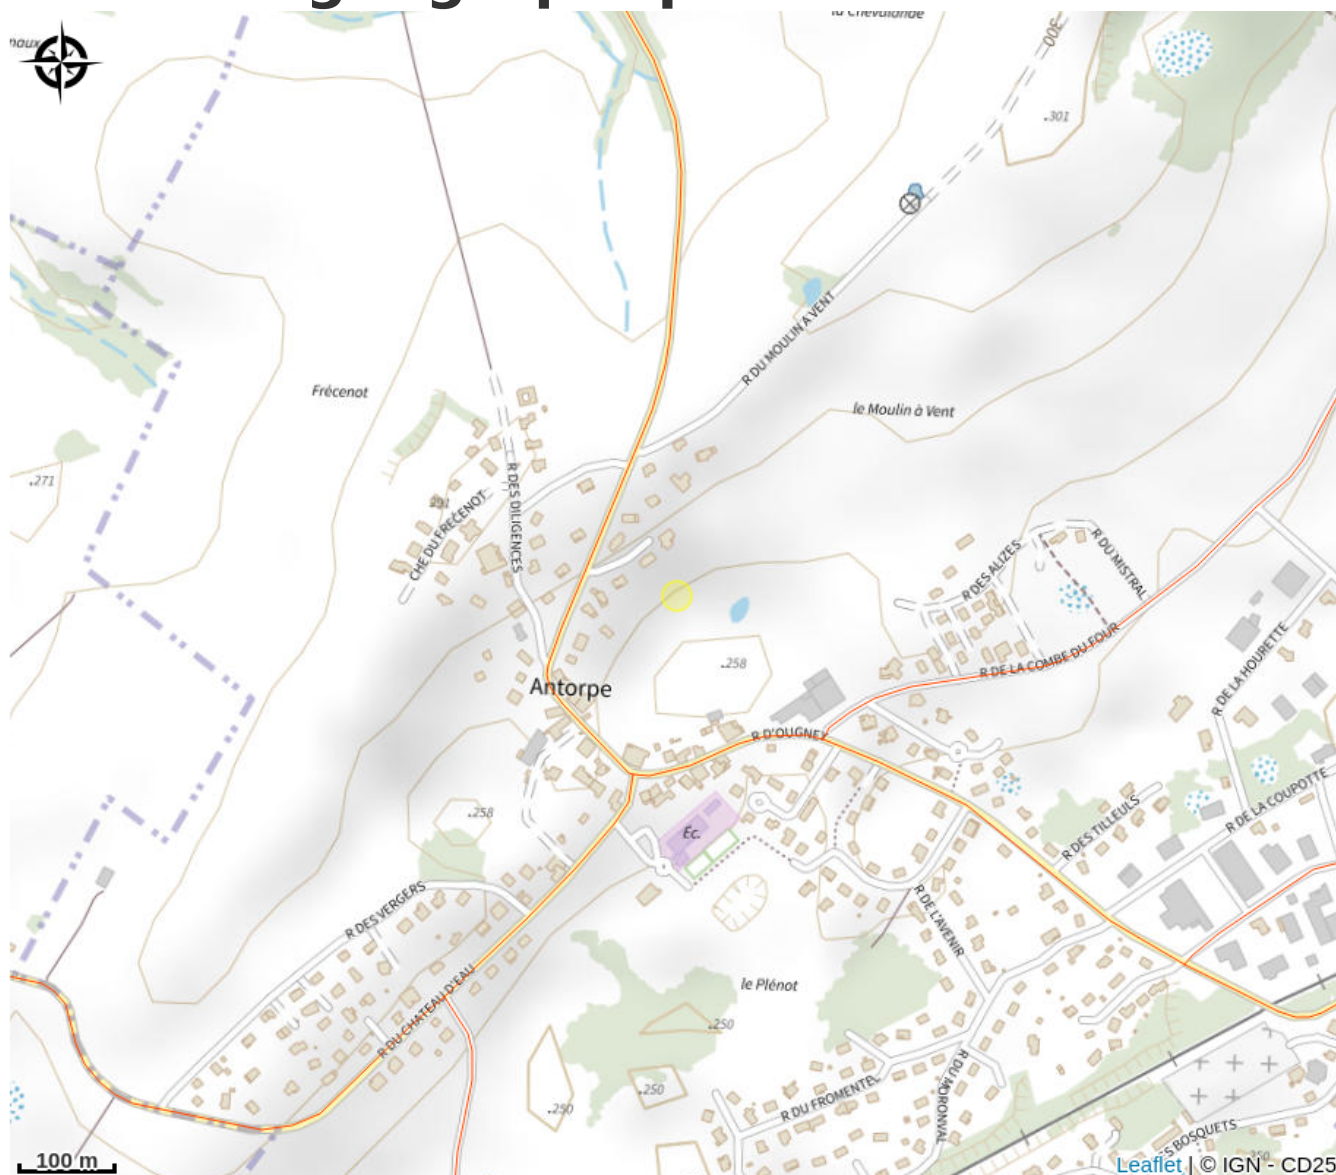 la Chevalande
300
301
R DU MOULIN A VENT
Frécenot
le Moulin à Vent
271
291
R DES DILIGENCES
CHE DU FRECENOT
R DES ALIZES
R DU MISTRAL
R DE LA COMBE DU FOUR
258
Antorpe
R DE LA HOURETTE
R D'OUGNEY
R DE LA COUPOTTE
258
Ec.
R DES TILLEULS
R DES VERGERS
R DE L'AVENIR
le Plénot
R DU CHATEAU D'EAU
250
250
250
R DU FROMENTEL
R DU MORONVAL
S BOSQUETS
250
100 m
Leaflet | © IGN - CD25